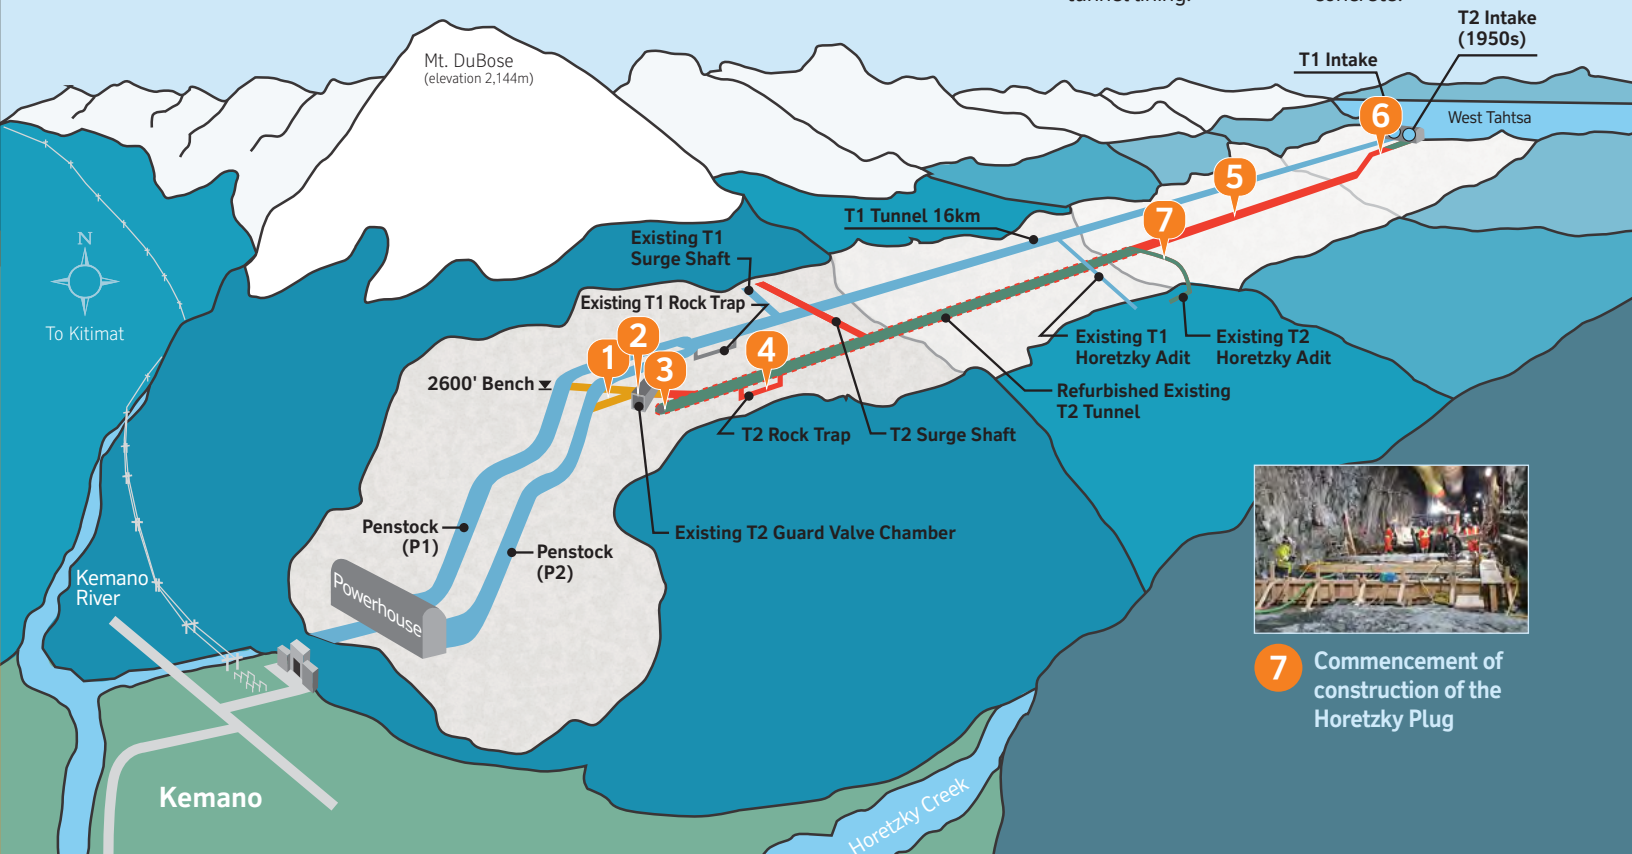 tunnel lining.
concrete.
T2 Intake
(1950s)
T1 Intake
Mt. DuBose
(elevation 2,144m)
6
West Tahtsa
5
7
T1 Tunnel 16km
Existing T1
Surge Shaft
N
To Kitimat
Existing T1 Rock Trap
1
2
3
4
2600' Bench
Existing T1
Horetzky Adit
Existing T2
Horetzky Adit
Refurbished Existing
T2 Tunnel
T2 Rock Trap
T2 Surge Shaft
Penstock
(P1)
Existing T2 Guard Valve Chamber
Penstock
(P2)
Powerhouse
Kemano
River
7
Commencement of
construction of the
Horetzky Plug
Kemano
Horetzky Creek